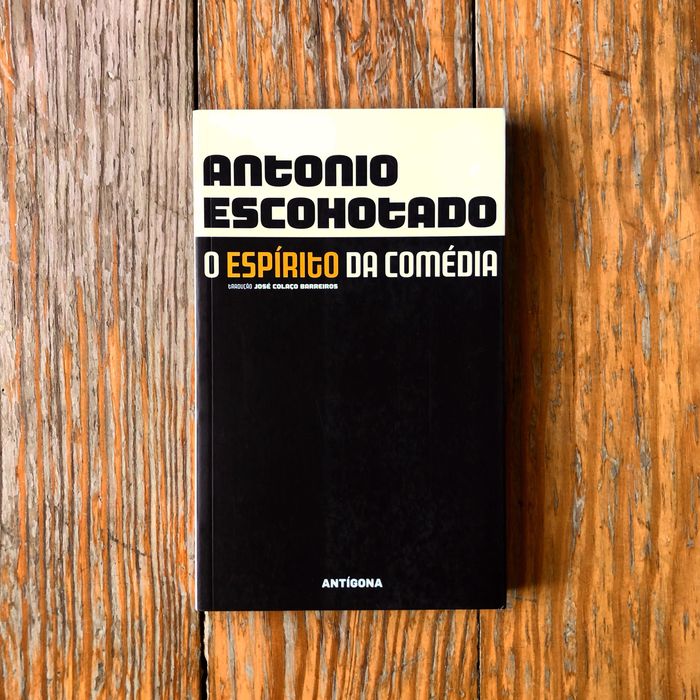 Antonio
Escohotado
O ESPÍRITO DA COMÉDIA
tradução JOSÉ COLAÇO BARREIROS
ANTÍGONA